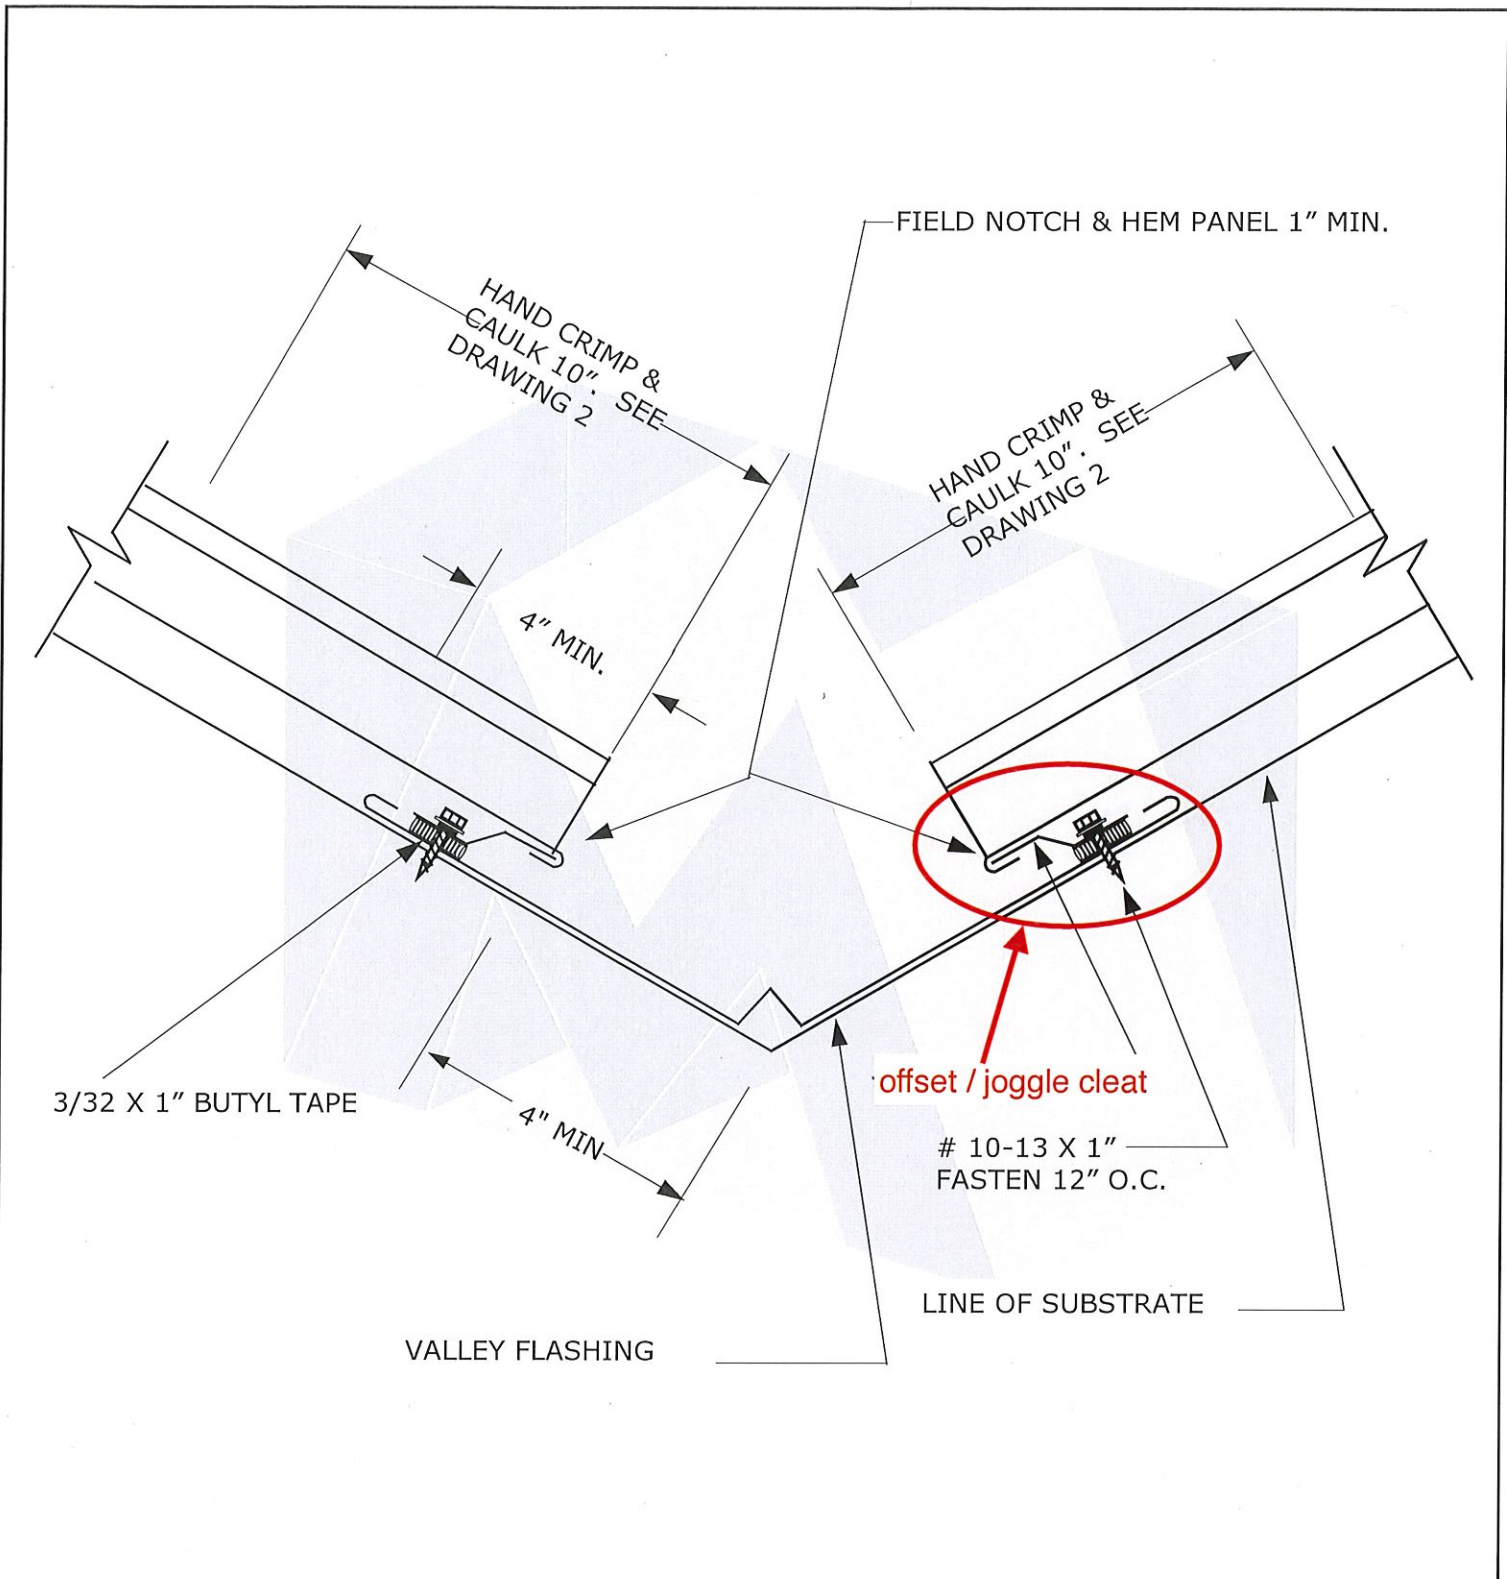 FIELD NOTCH & HEM PANEL 1" MIN.
HAND CRIMP &
CAULK 10". SEE
DRAWING 2
HAND CRIMP &
CAULK 10". SEE
DRAWING 2
4" MIN.
3/32 X 1" BUTYL TAPE
4" MIN
offset / joggle cleat
# 10-13 X 1"
FASTEN 12" O.C.
LINE OF SUBSTRATE
VALLEY FLASHING